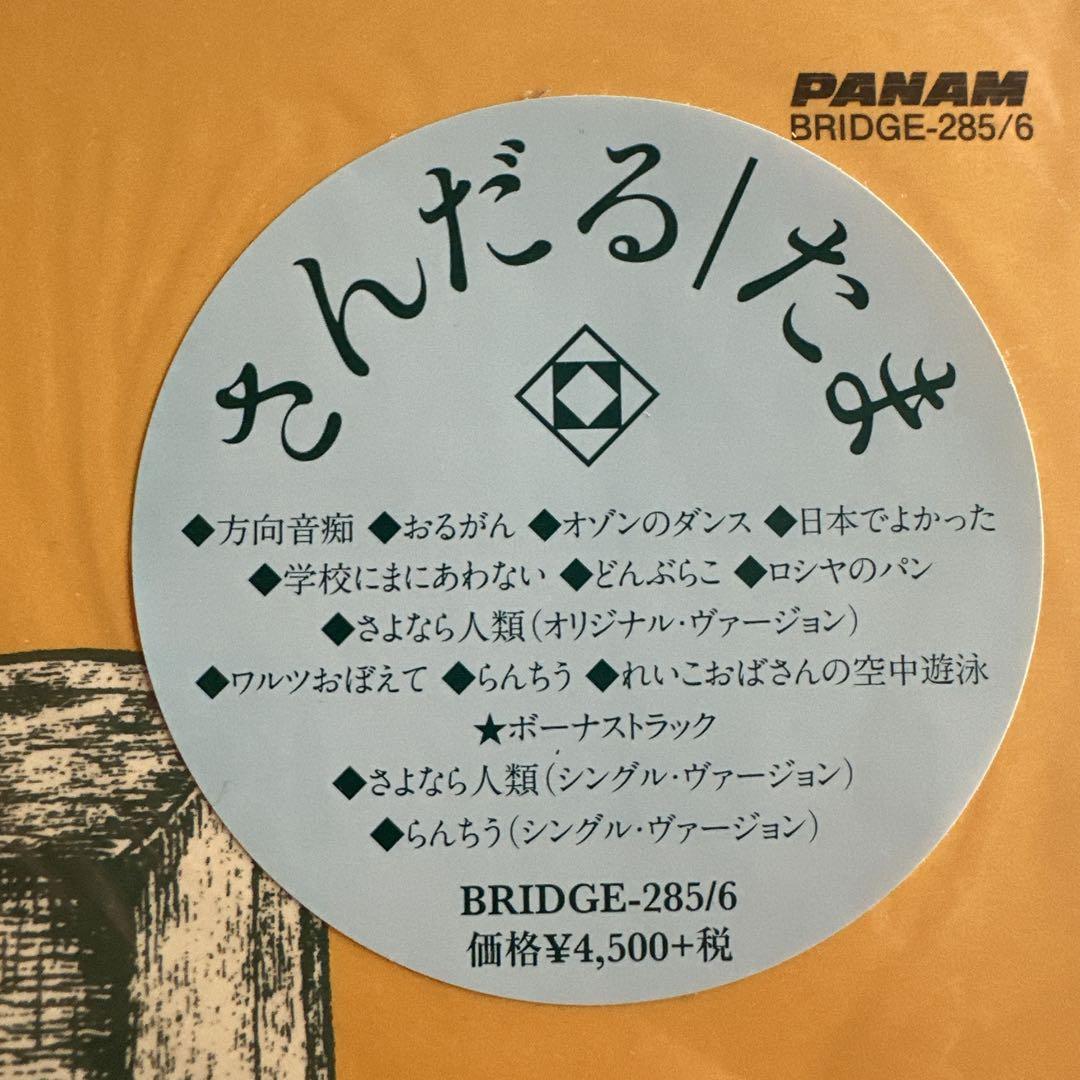 PANAM
BRIDGE-285/6
さんだる/たま
◆方向音痴 ◆おるがん ◆オゾンのダンス ◆日本でよかった
◆学校にまにあわない ◆どんぶらこ ◆ロシヤのパン
◆さよなら人類(オリジナル・ヴァージョン)
◆ワルツおぼえて ◆らんちう ◆れいこおばさんの空中遊泳
★ボーナストラック
◆さよなら人類(シングル・ヴァージョン)
◆らんちう(シングル・ヴァージョン)
BRIDGE-285/6
価格¥4,500+税